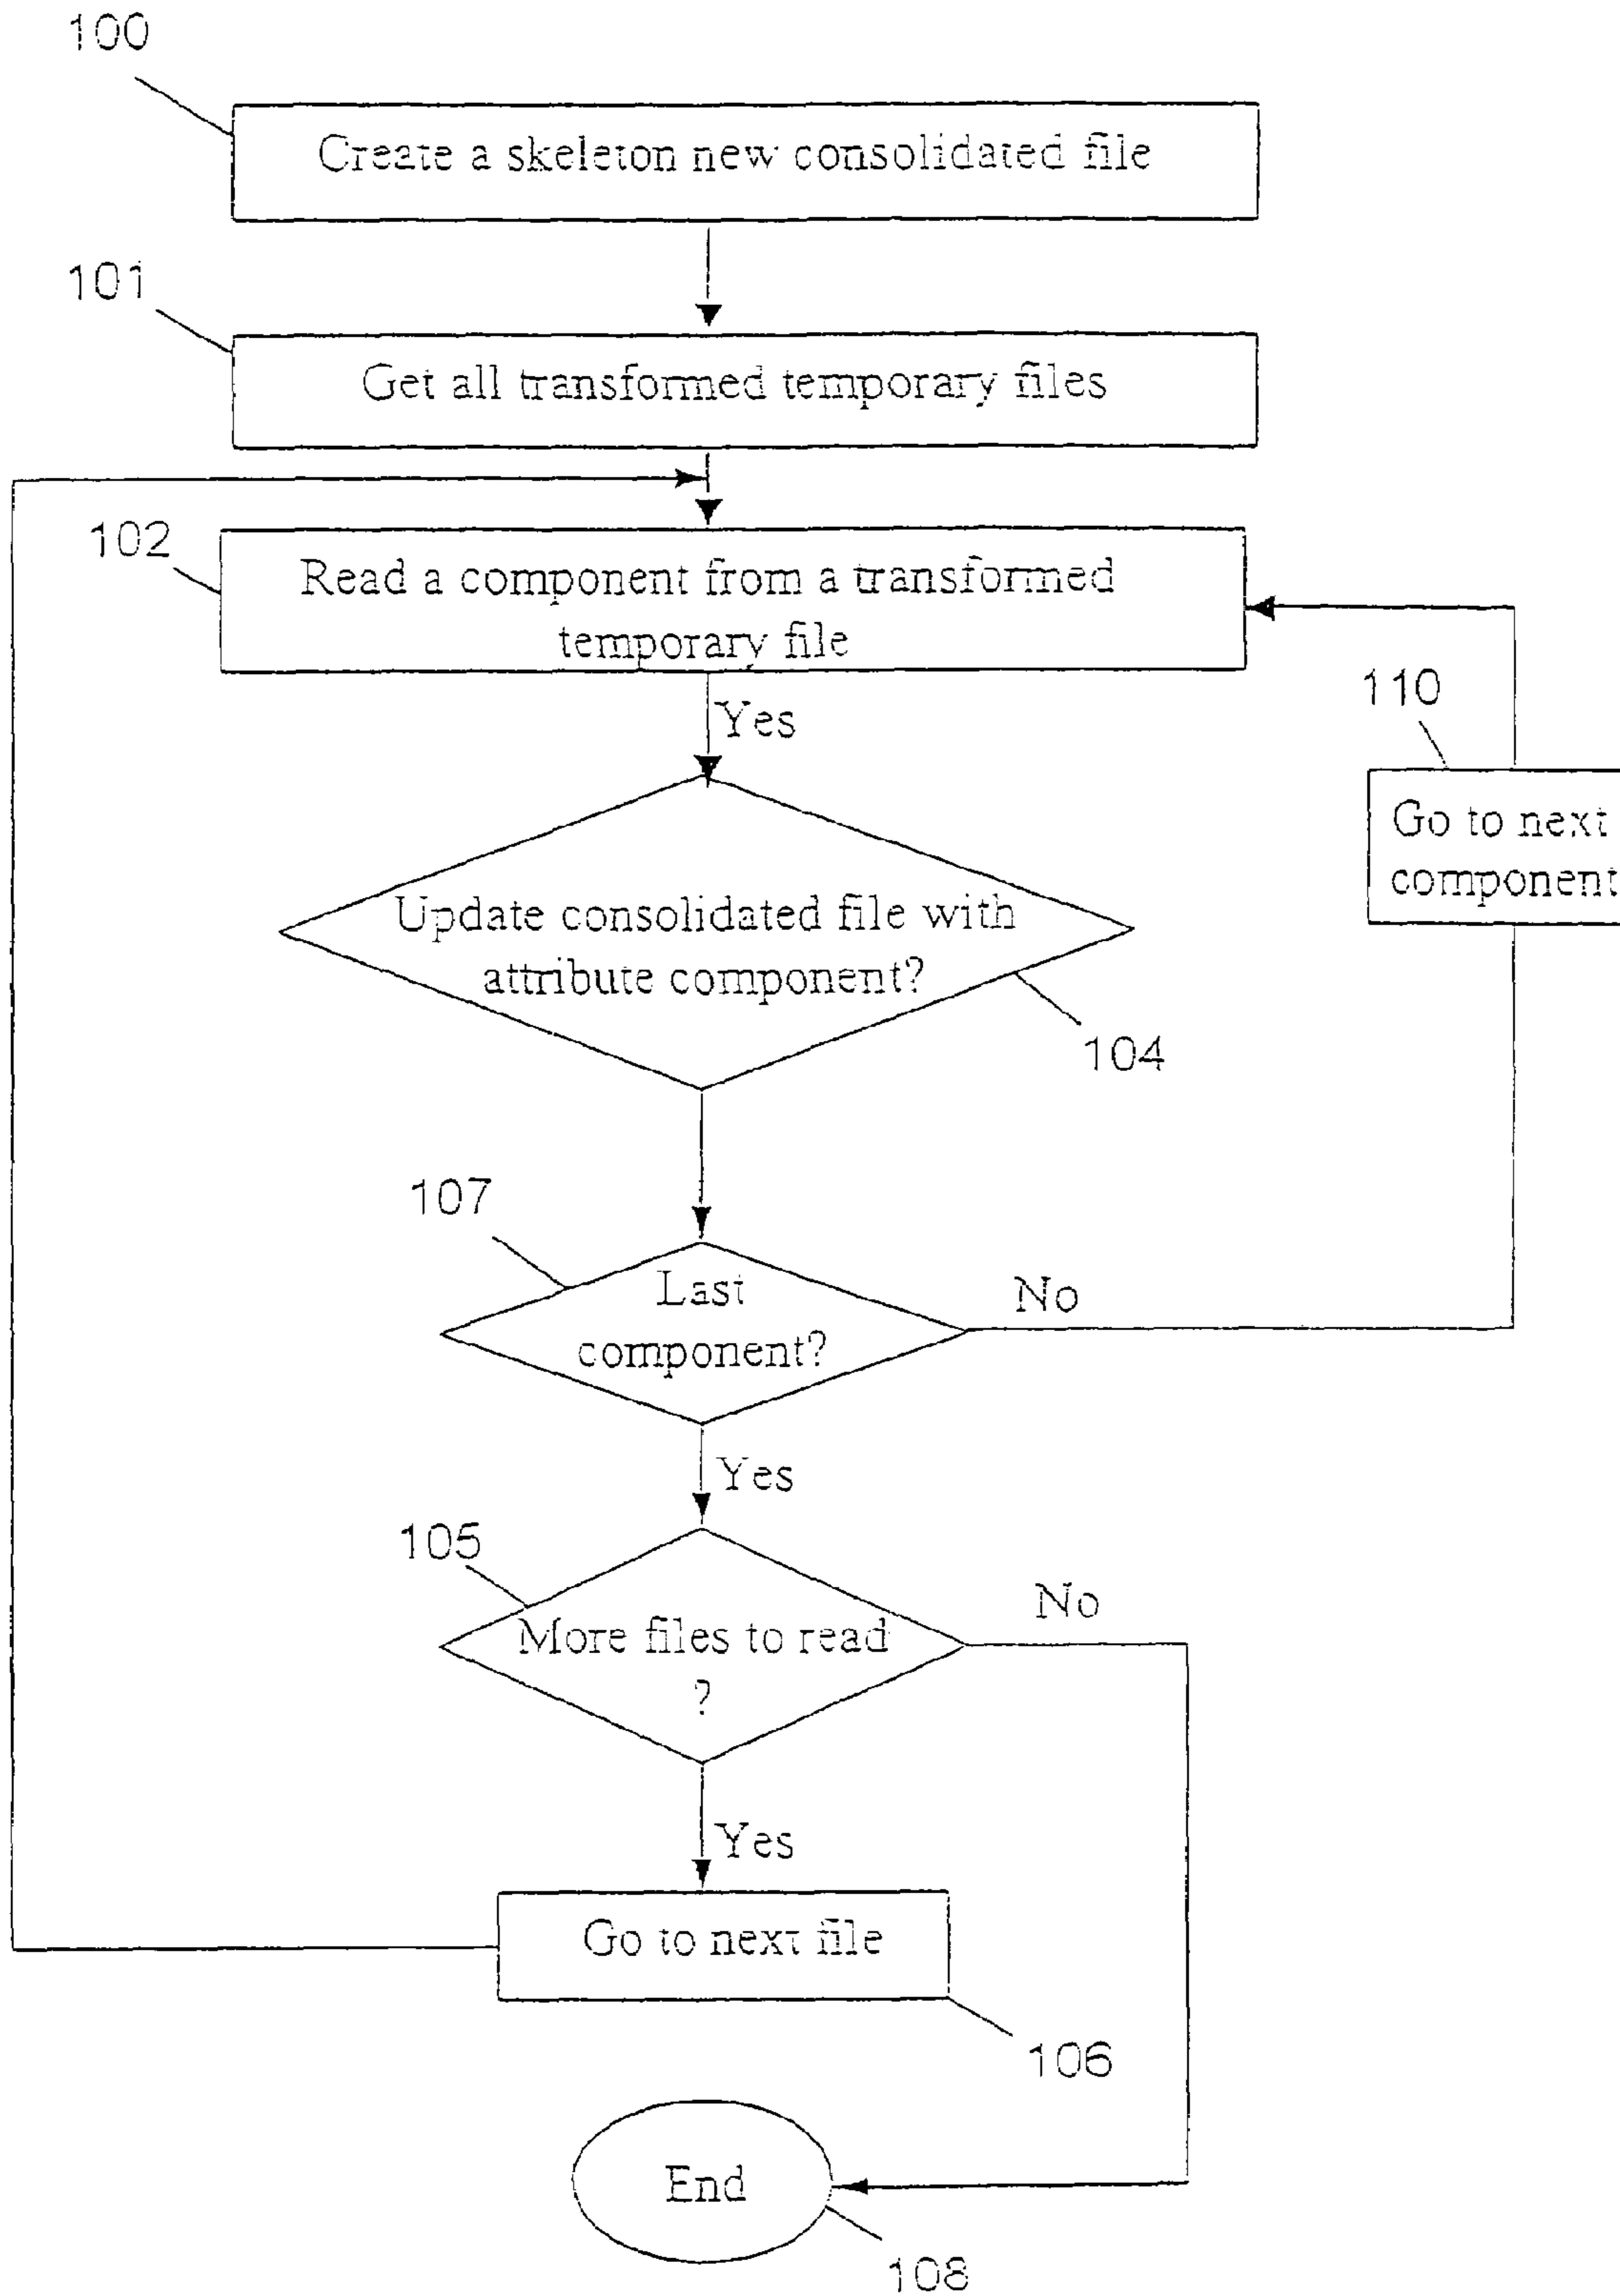 100
Create a skeleton new consolidated file
101
Get all transformed temporary files
102
Read a component from a transformed
temporary file
Yes
110
Go to next
component
Update consolidated file with
attribute component?
104
107
Last
component?
No
Yes
105
More files to read
?
No
Yes
Go to next file
106
End
108